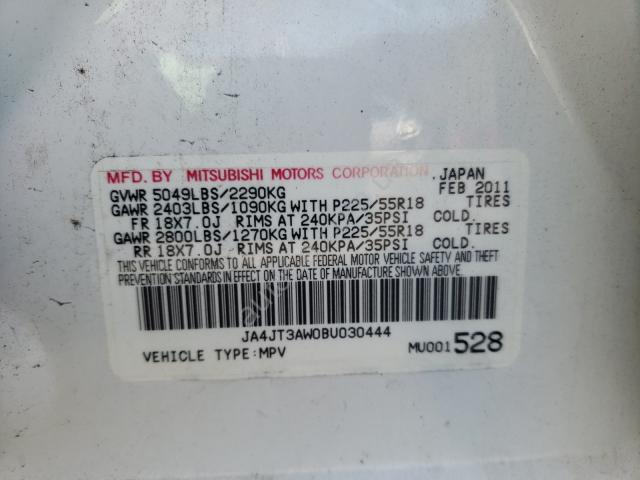 MFD. BY MITSUBISHI MOTORS CORPORATION, JAPAN
GVWR 5049LBS/2290KG FEB 2011
GAWR 2403LBS/1090KG WITH P225/55R18 TIRES
FR 18X7.0J RIMS AT 240KPA/35PSI COLD.
GAWR 2800LBS/1270KG WITH P225/55R18 TIRES
RR 18X7.0J RIMS AT 240KPA/35PSI COLD.
THIS VEHICLE CONFORMS TO ALL APPLICABLE FEDERAL MOTOR VEHICLE SAFETY AND THEFT
PREVENTION STANDARDS IN EFFECT ON THE DATE OF MANUFACTURE SHOWN ABOVE.
JA4JT3AW0BU030444
VEHICLE TYPE:MPV MU001528